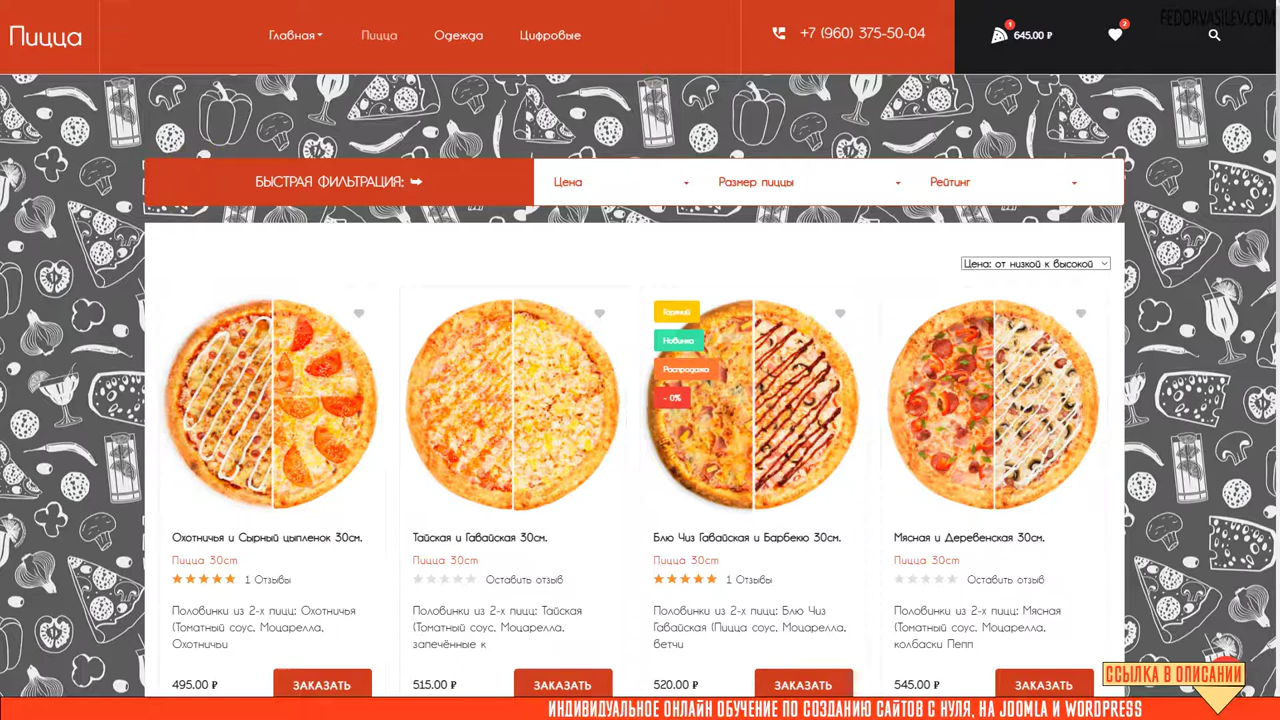 FEDORVASILEV.COM
Пицца
Главная
Пицца
Одежда
Цифровые
+7 (960) 375-50-04
1
645.00 ₽
2
БЫСТРАЯ ФИЛЬТРАЦИЯ: ➥
Цена
Размер пиццы
Рейтинг
Цена: от низкой к высокой
Горячий
Новинка
Распродажа
- 0%
Охотничья и Сырный цыпленок 30см.
Пицца 30cm
1 Отзывы
Половинки из 2-х пицц: Охотничья
(Томатный соус, Моцарелла,
Охотничьи
495.00 ₽
ЗАКАЗАТЬ
Тайская и Гавайская 30см.
Пицца 30cm
Оставить отзыв
Половинки из 2-х пицц: Тайская
(Томатный соус, Моцарелла,
запечённые к
515.00 ₽
ЗАКАЗАТЬ
Блю Чиз Гавайская и Барбекю 30см.
Пицца 30cm
1 Отзывы
Половинки из 2-х пицц: Блю Чиз
Гавайская (Пицца соус, Моцарелла,
ветчи
520.00 ₽
ЗАКАЗАТЬ
Мясная и Деревенская 30см.
Пицца 30cm
Оставить отзыв
Половинки из 2-х пицц: Мясная
(Томатный соус, Моцарелла,
колбаски Пепп
545.00 ₽
ЗАКАЗАТЬ
ССЫЛКА В ОПИСАНИИ
ИНДИВИДУАЛЬНОЕ ОНЛАЙН ОБУЧЕНИЕ ПО СОЗДАНИЮ САЙТОВ С НУЛЯ, НА JOOMLA И WORDPRESS